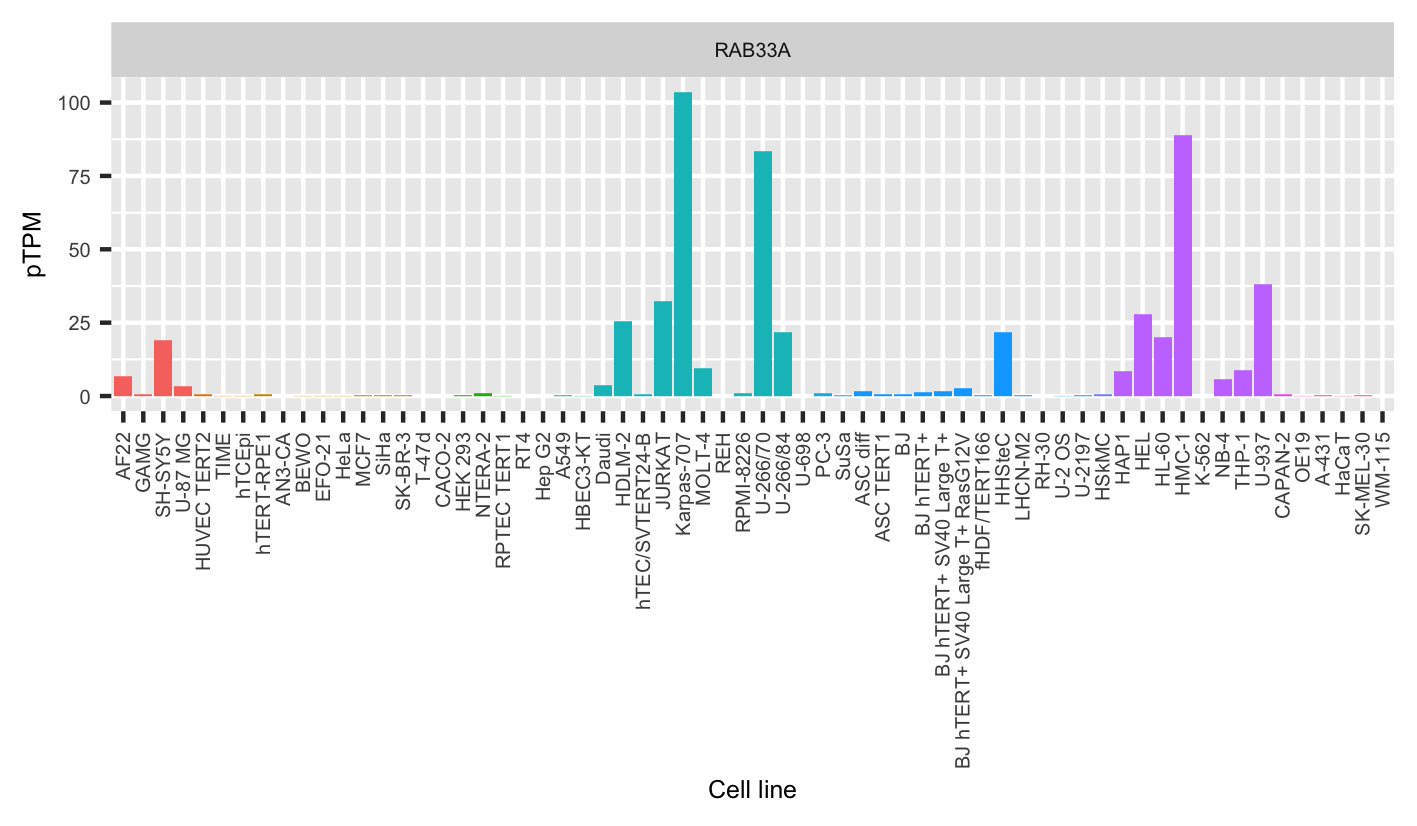 RAB33A
100
75
50
25
0
pTPM
AF22
GAMG
SH-SY5Y
U-87 MG
HUVEC TERT2
TIME
hTCEpi
hTERT-RPE1
AN3-CA
BEWO
EFO-21
HeLa
MCF7
SiHa
SK-BR-3
T-47d
CACO-2
HEK 293
NTERA-2
RPTEC TERT1
RT4
Hep G2
A549
HBEC3-KT
Daudi
HDLM-2
hTEC/SVTERT24-B
JURKAT
Karpas-707
MOLT-4
REH
RPMI-8226
U-266/70
U-266/84
U-698
PC-3
SuSa
ASC diff
ASC TERT1
BJ
BJ hTERT+
BJ hTERT+ SV40 Large T+
BJ hTERT+ SV40 Large T+ RasG12V
fHDF/TERT166
HHSteC
LHCN-M2
RH-30
U-2 OS
U-2197
HSkMC
HAP1
HEL
HL-60
HMC-1
K-562
NB-4
THP-1
U-937
CAPAN-2
OE19
A-431
HaCaT
SK-MEL-30
WM-115
Cell line